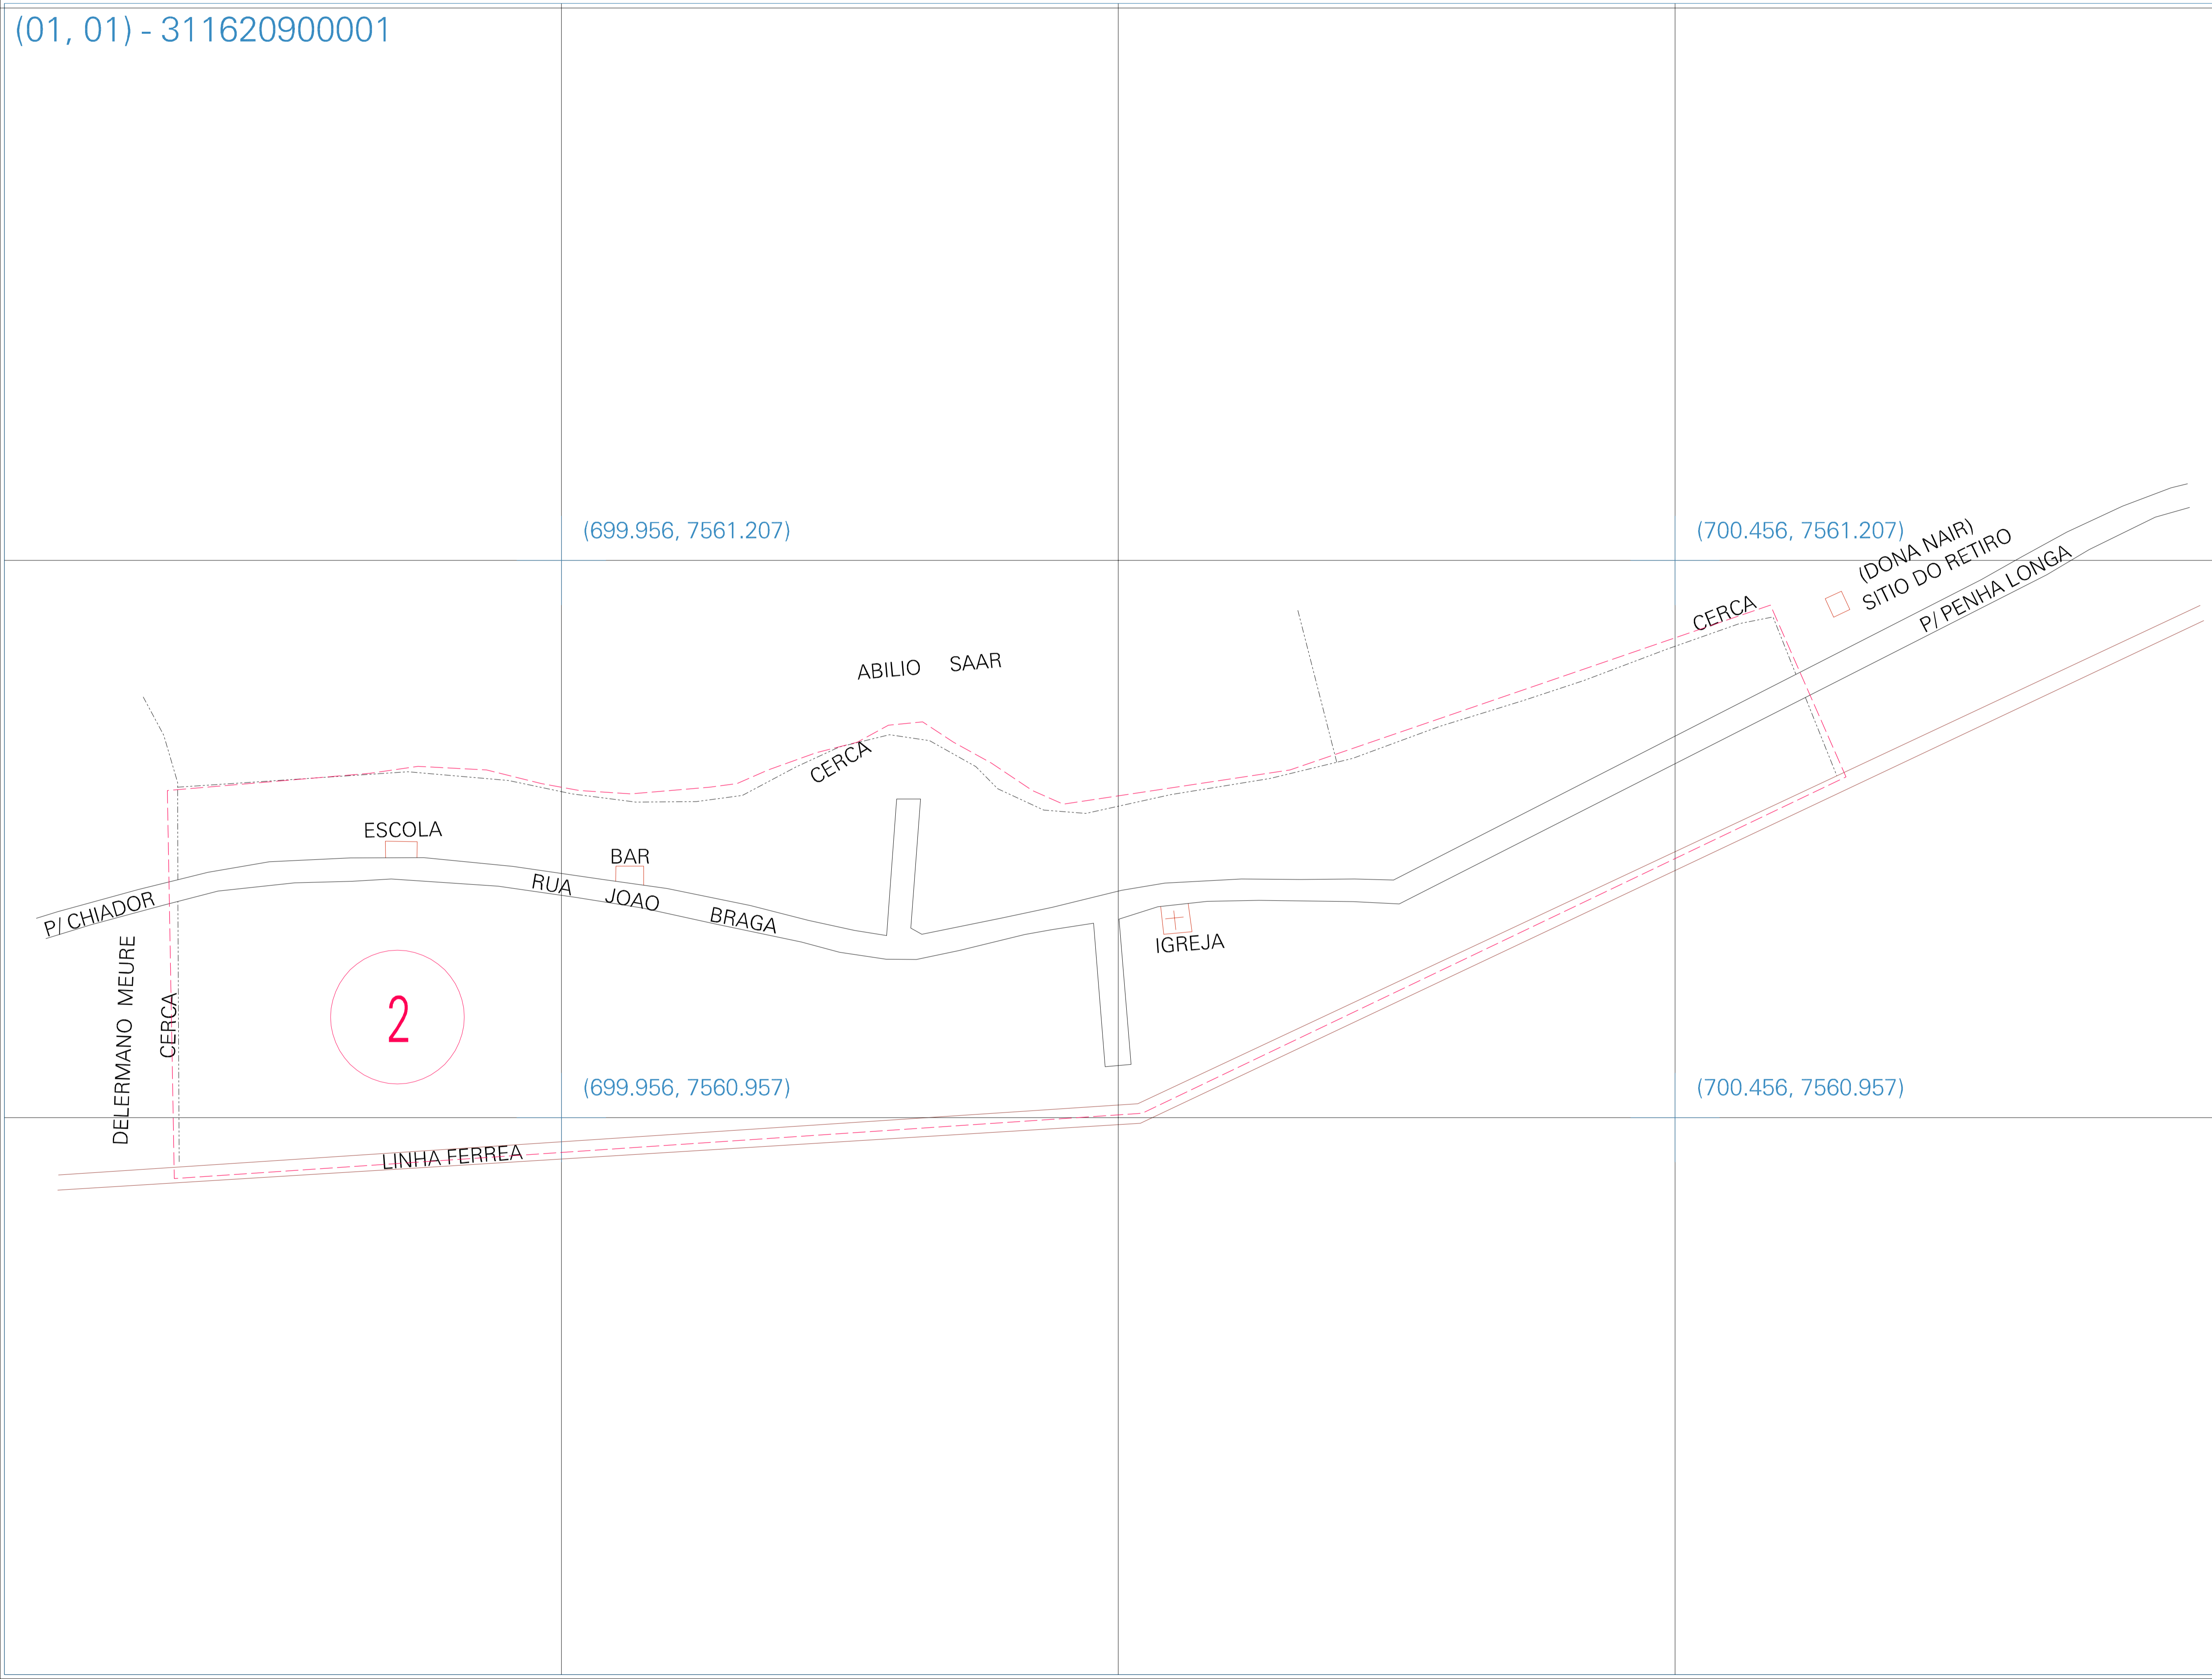 (01, 01) - 311620900001
(699.956, 7561.207)
(700.456, 7561.207)
(DONA NAIR)
SITIO DO RETIRO
P/ PENHA LONGA
CERCA
ABILIO SAAR
CERCA
ESCOLA
BAR
RUA JOAO BRAGA
P/ CHIADOR
IGREJA
DELERMANO MEURE
CERCA
2
(699.956, 7560.957)
(700.456, 7560.957)
LINHA FERREA